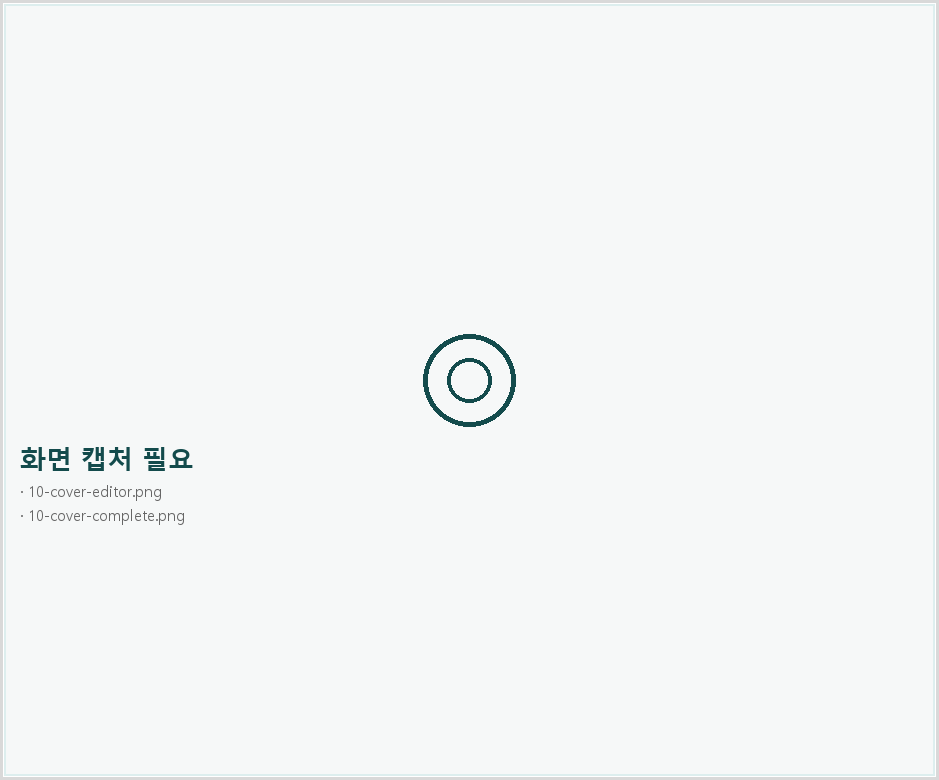 화면 캡처 필요
· 10-cover-editor.png
· 10-cover-complete.png